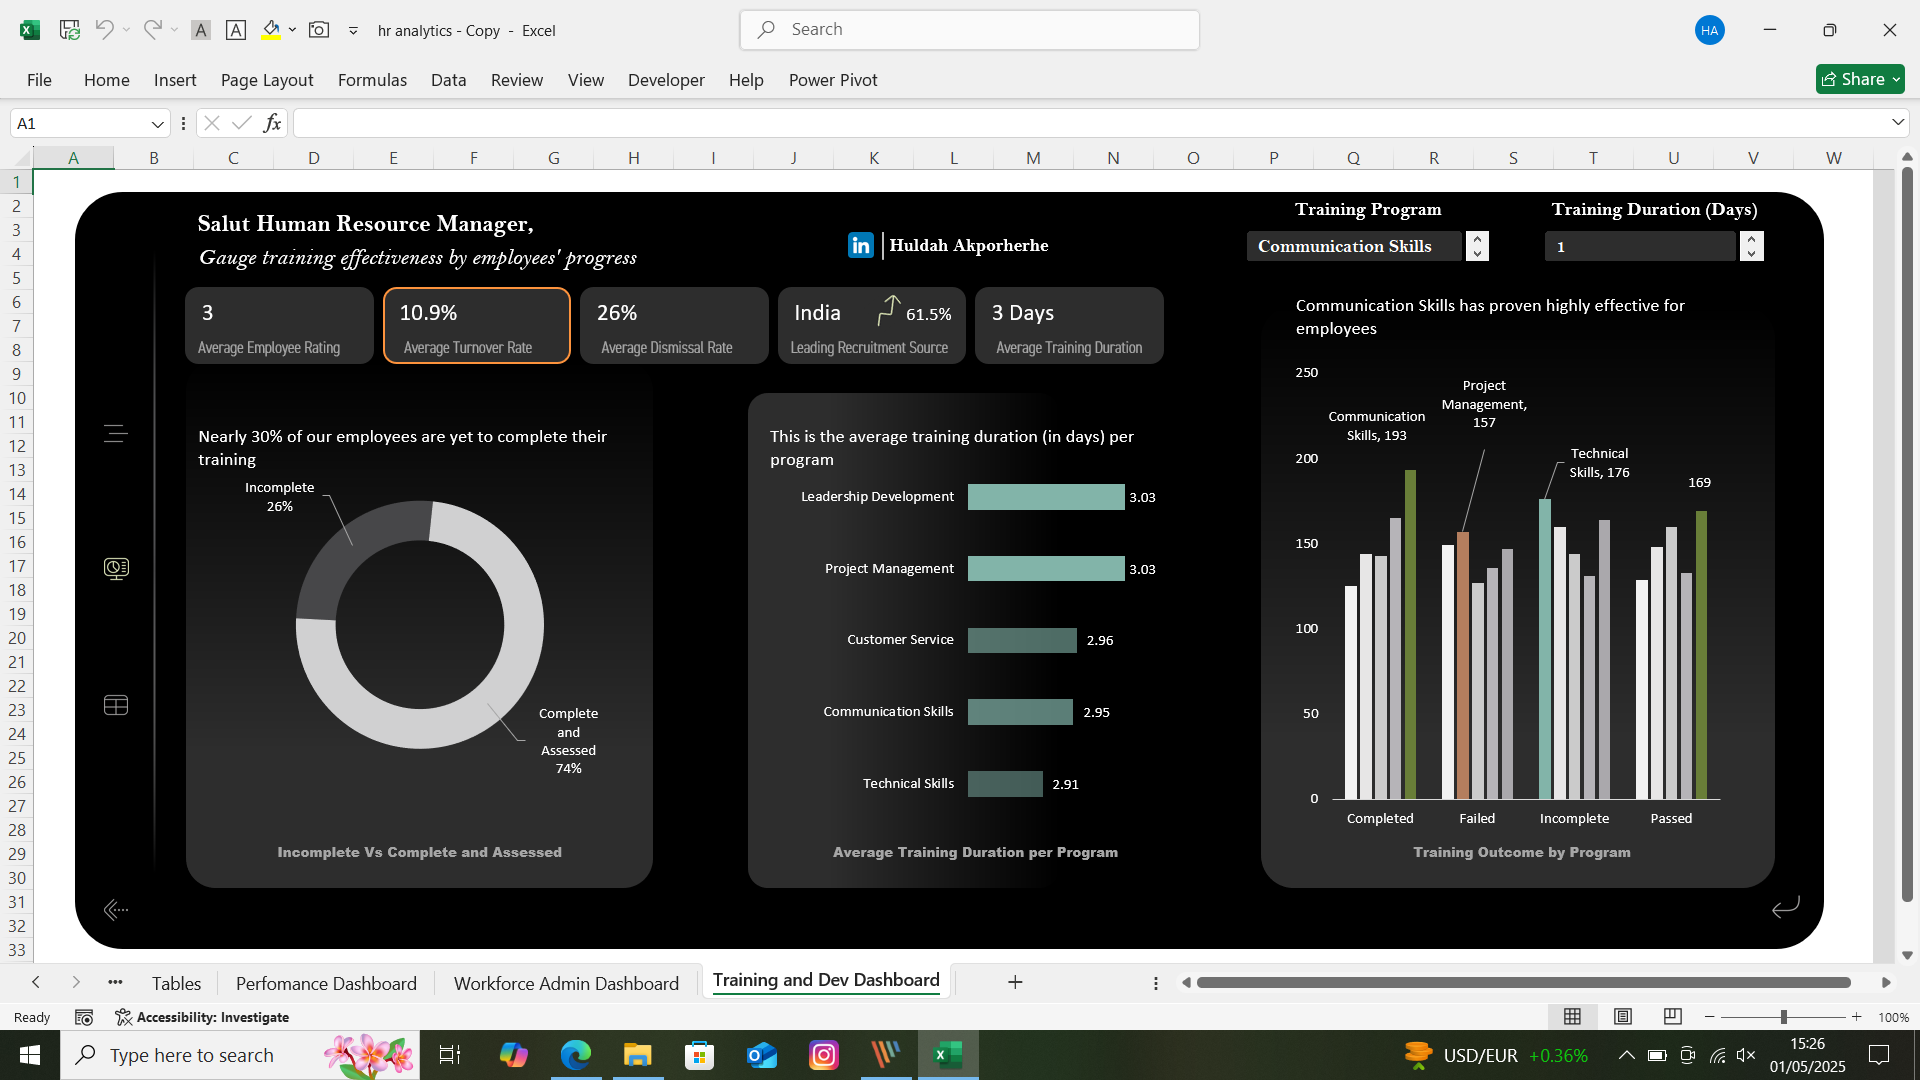 hr analytics - Copy - Excel
Search
HA
File Home Insert Page Layout Formulas Data Review View Developer Help Power Pivot
Share
A1
fx
A B C D E F G H I J K L M N O P Q R S T U V W
1
2
3
4
5
6
7
8
9
10
11
12
13
14
15
16
17
18
19
20
21
22
23
24
25
26
27
28
29
30
31
32
33
Salut Human Resource Manager,
Gauge training effectiveness by employees' progress
in
Huldah Akporherhe
Training Program
Communication Skills
Training Duration (Days)
1
3
Average Employee Rating
10.9%
Average Turnover Rate
26%
Average Dismissal Rate
India 61.5%
Leading Recruitment Source
3 Days
Average Training Duration
Nearly 30% of our employees are yet to complete their
training
Incomplete
26%
Complete
and
Assessed
74%
Incomplete Vs Complete and Assessed
This is the average training duration (in days) per
program
Leadership Development 3.03
Project Management 3.03
Customer Service 2.96
Communication Skills 2.95
Technical Skills 2.91
Average Training Duration per Program
Communication Skills has proven highly effective for
employees
250
200
150
100
50
0
Communication
Skills, 193
Project
Management,
157
Technical
Skills, 176
169
Completed Failed Incomplete Passed
Training Outcome by Program
Tables Perfomance Dashboard Workforce Admin Dashboard Training and Dev Dashboard
Ready
Accessibility: Investigate
100%
Type here to search
USD/EUR +0.36%
15:26
01/05/2025